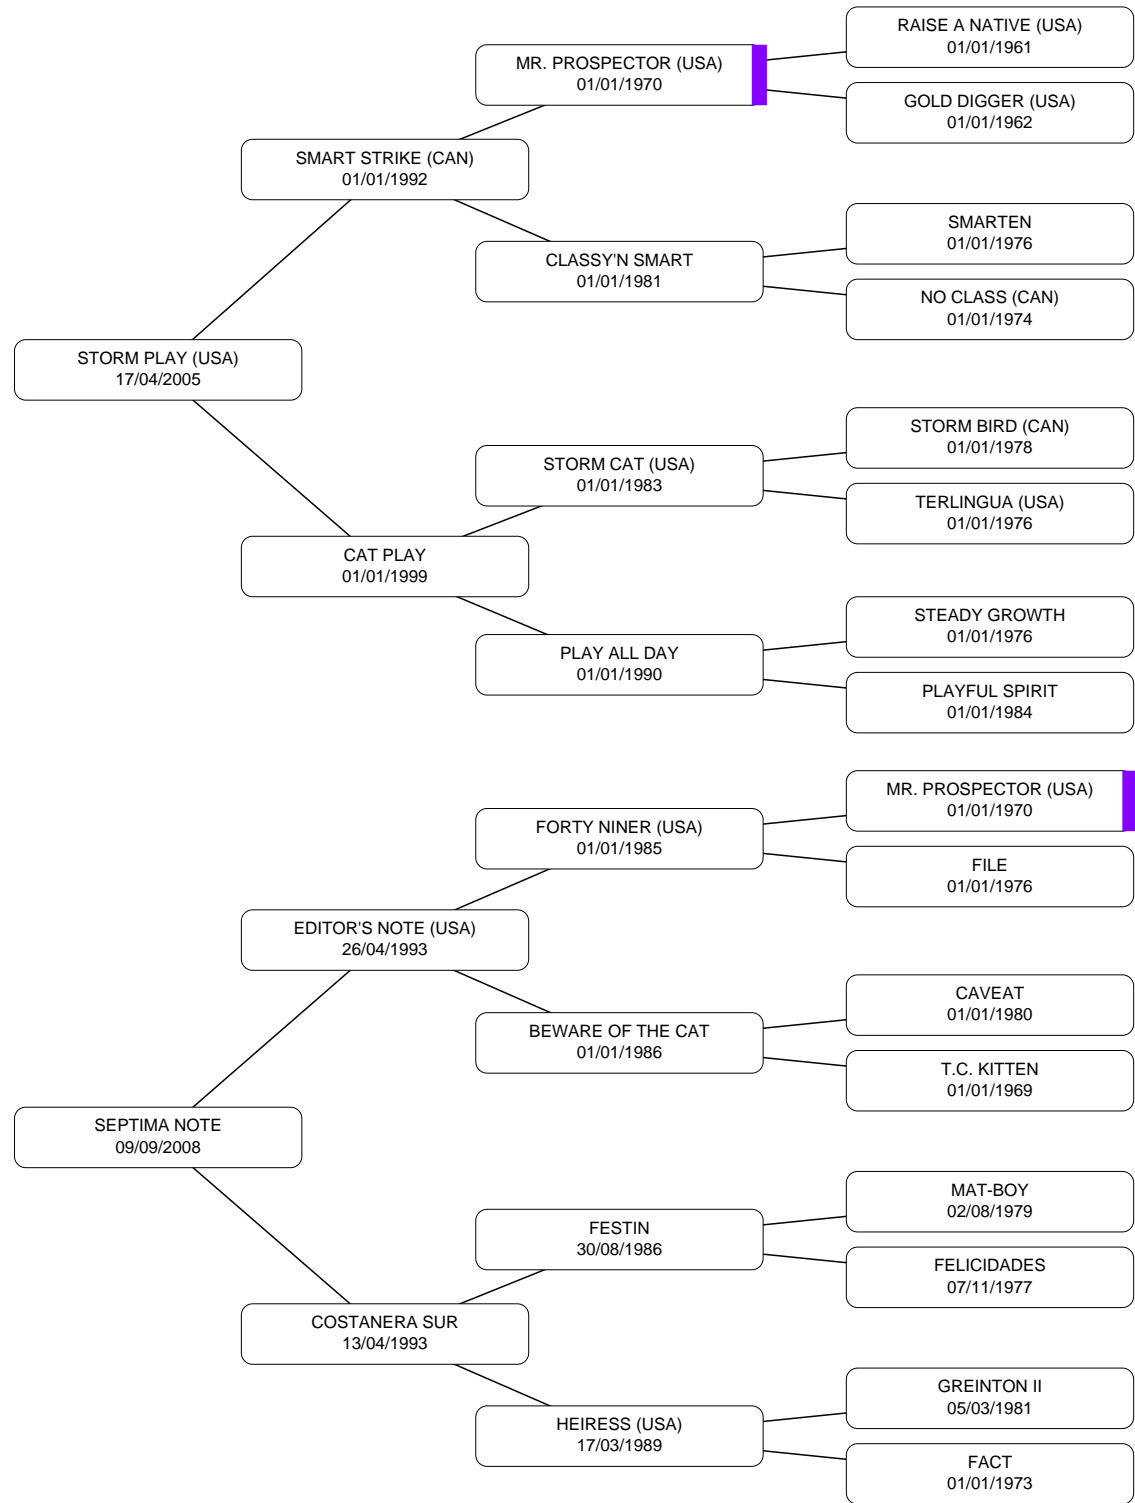 RAISE A NATIVE (USA)
01/01/1961
MR. PROSPECTOR (USA)
01/01/1970
GOLD DIGGER (USA)
01/01/1962
SMART STRIKE (CAN)
01/01/1992
SMARTEN
01/01/1976
CLASSY'N SMART
01/01/1981
NO CLASS (CAN)
01/01/1974
STORM PLAY (USA)
17/04/2005
STORM BIRD (CAN)
01/01/1978
STORM CAT (USA)
01/01/1983
TERLINGUA (USA)
01/01/1976
CAT PLAY
01/01/1999
STEADY GROWTH
01/01/1976
PLAY ALL DAY
01/01/1990
PLAYFUL SPIRIT
01/01/1984
MR. PROSPECTOR (USA)
01/01/1970
FORTY NINER (USA)
01/01/1985
FILE
01/01/1976
EDITOR'S NOTE (USA)
26/04/1993
CAVEAT
01/01/1980
BEWARE OF THE CAT
01/01/1986
T.C. KITTEN
01/01/1969
SEPTIMA NOTE
09/09/2008
MAT-BOY
02/08/1979
FESTIN
30/08/1986
FELICIDADES
07/11/1977
COSTANERA SUR
13/04/1993
GREINTON II
05/03/1981
HEIRESS (USA)
17/03/1989
FACT
01/01/1973